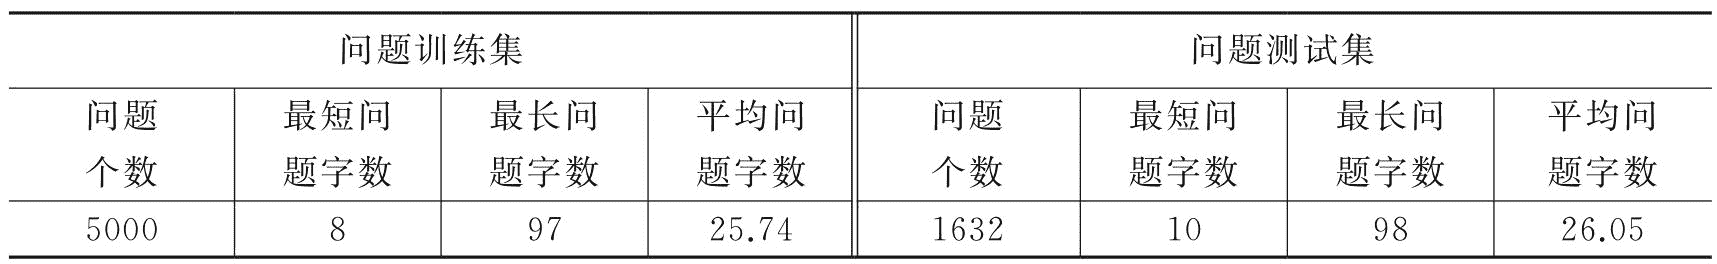 问题训练集 问题测试集
问题 最短问 最长问 平均问 问题 最短问 最长问 平均问
个数 题字数 题字数 题字数 个数 题字数 题字数 题字数
5000 8 97 25.74 1632 10 98 26.05